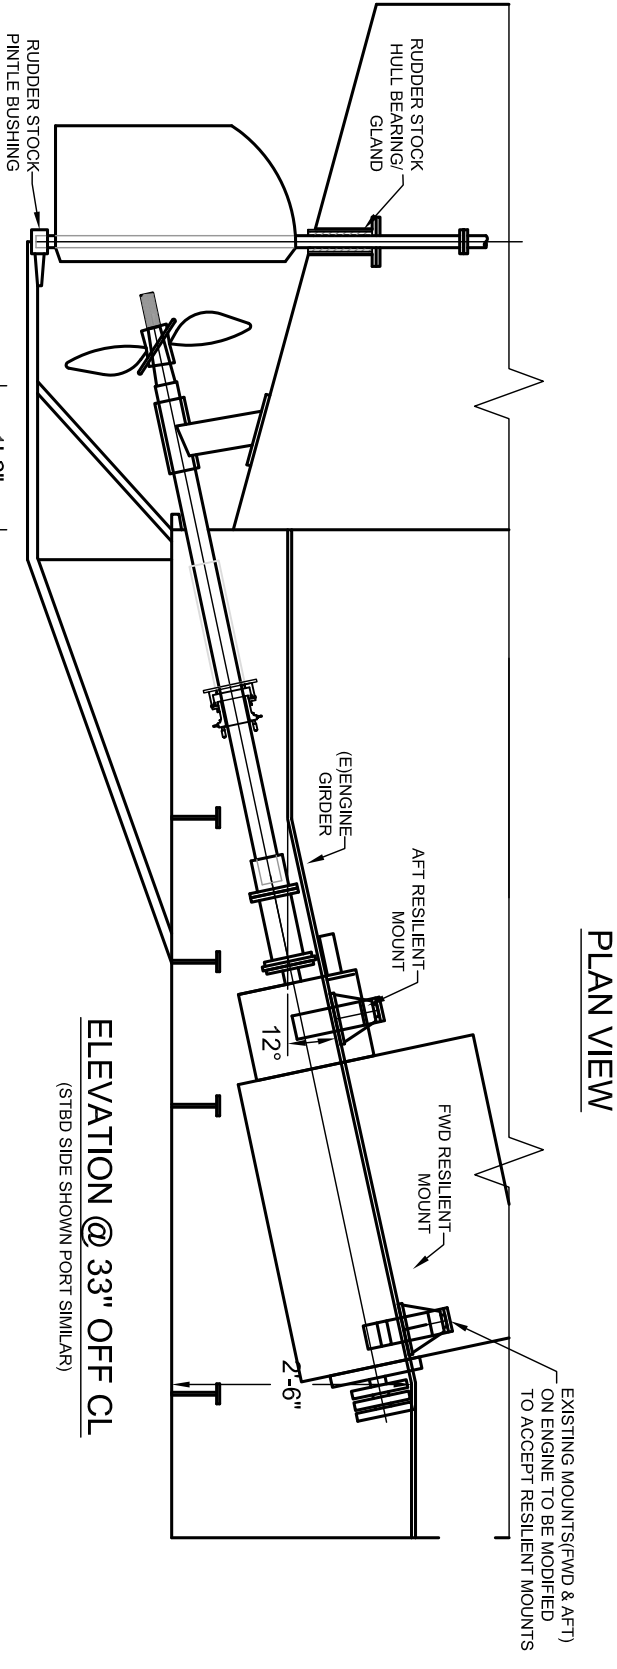 PLAN VIEW
RUDDER STOCK
HULL BEARING/
GLAND
RUDDER STOCK
PINTLE BUSHING
(E)ENGINE
GIRDER
AFT RESILIENT
MOUNT
12°
FWD RESILIENT
MOUNT
EXISTING MOUNTS(FWD & AFT)
ON ENGINE TO BE MODIFIED
TO ACCEPT RESILIENT MOUNTS
2'-6"
ELEVATION @ 33" OFF CL
(STBD SIDE SHOWN PORT SIMILAR)